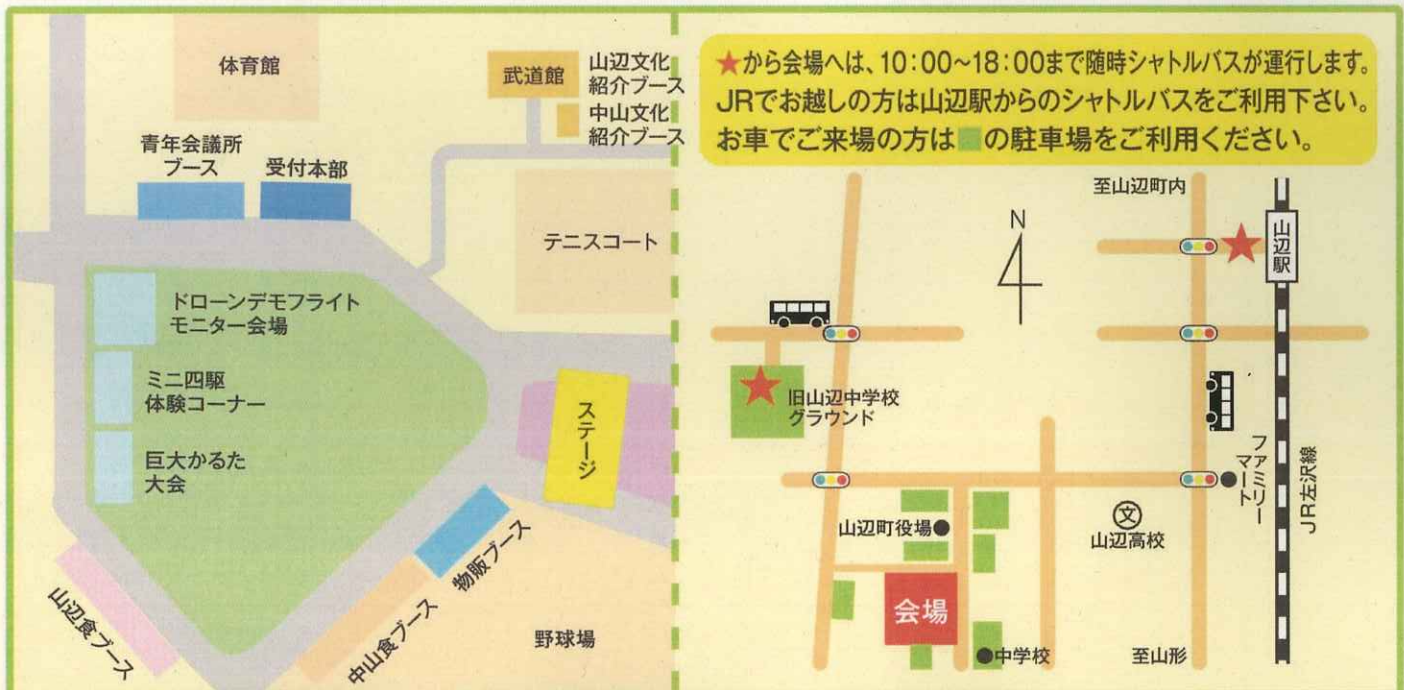 体育館
武道館
山辺文化
紹介ブース
中山文化
紹介ブース
青年会議所
ブース
受付本部
テニスコート
ドローンデモフライト
モニター会場
ミニ四駆
体験コーナー
巨大かるた
大会
ステージ
物販ブース
中山食ブース
山辺食ブース
野球場
★から会場へは、10：00〜18：00まで随時シャトルバスが運行します。
JRでお越しの方は山辺駅からのシャトルバスをご利用下さい。
お車でご来場の方は■の駐車場をご利用ください。
至山辺町内
山辺駅
N
旧山辺中学校
グラウンド
ファミリー
マート
JR左沢線
山辺町役場
文
山辺高校
会場
中学校
至山形